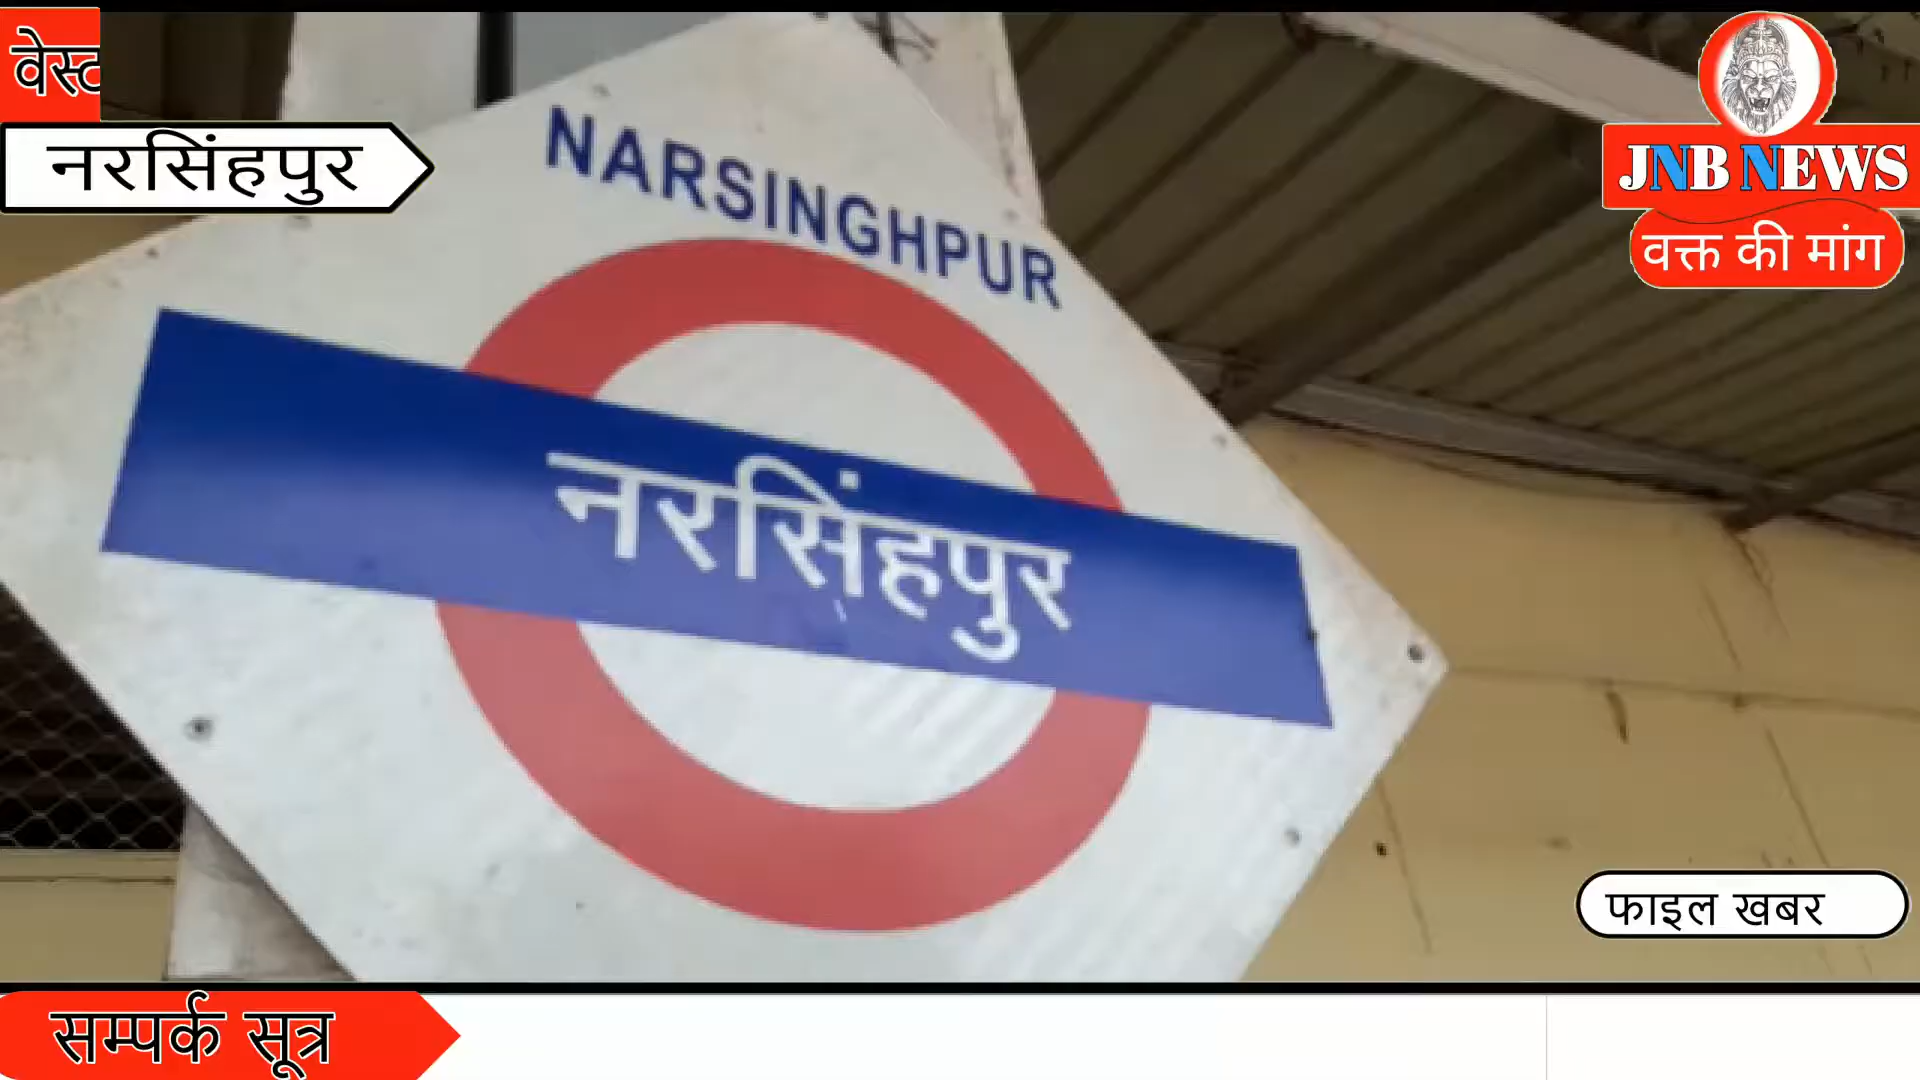 नरसिंहपुर
NARSINGHPUR
नरसिंहपुर
JNB NEWS
वक्त की मांग
फाइल खबर
सम्पर्क सूत्र